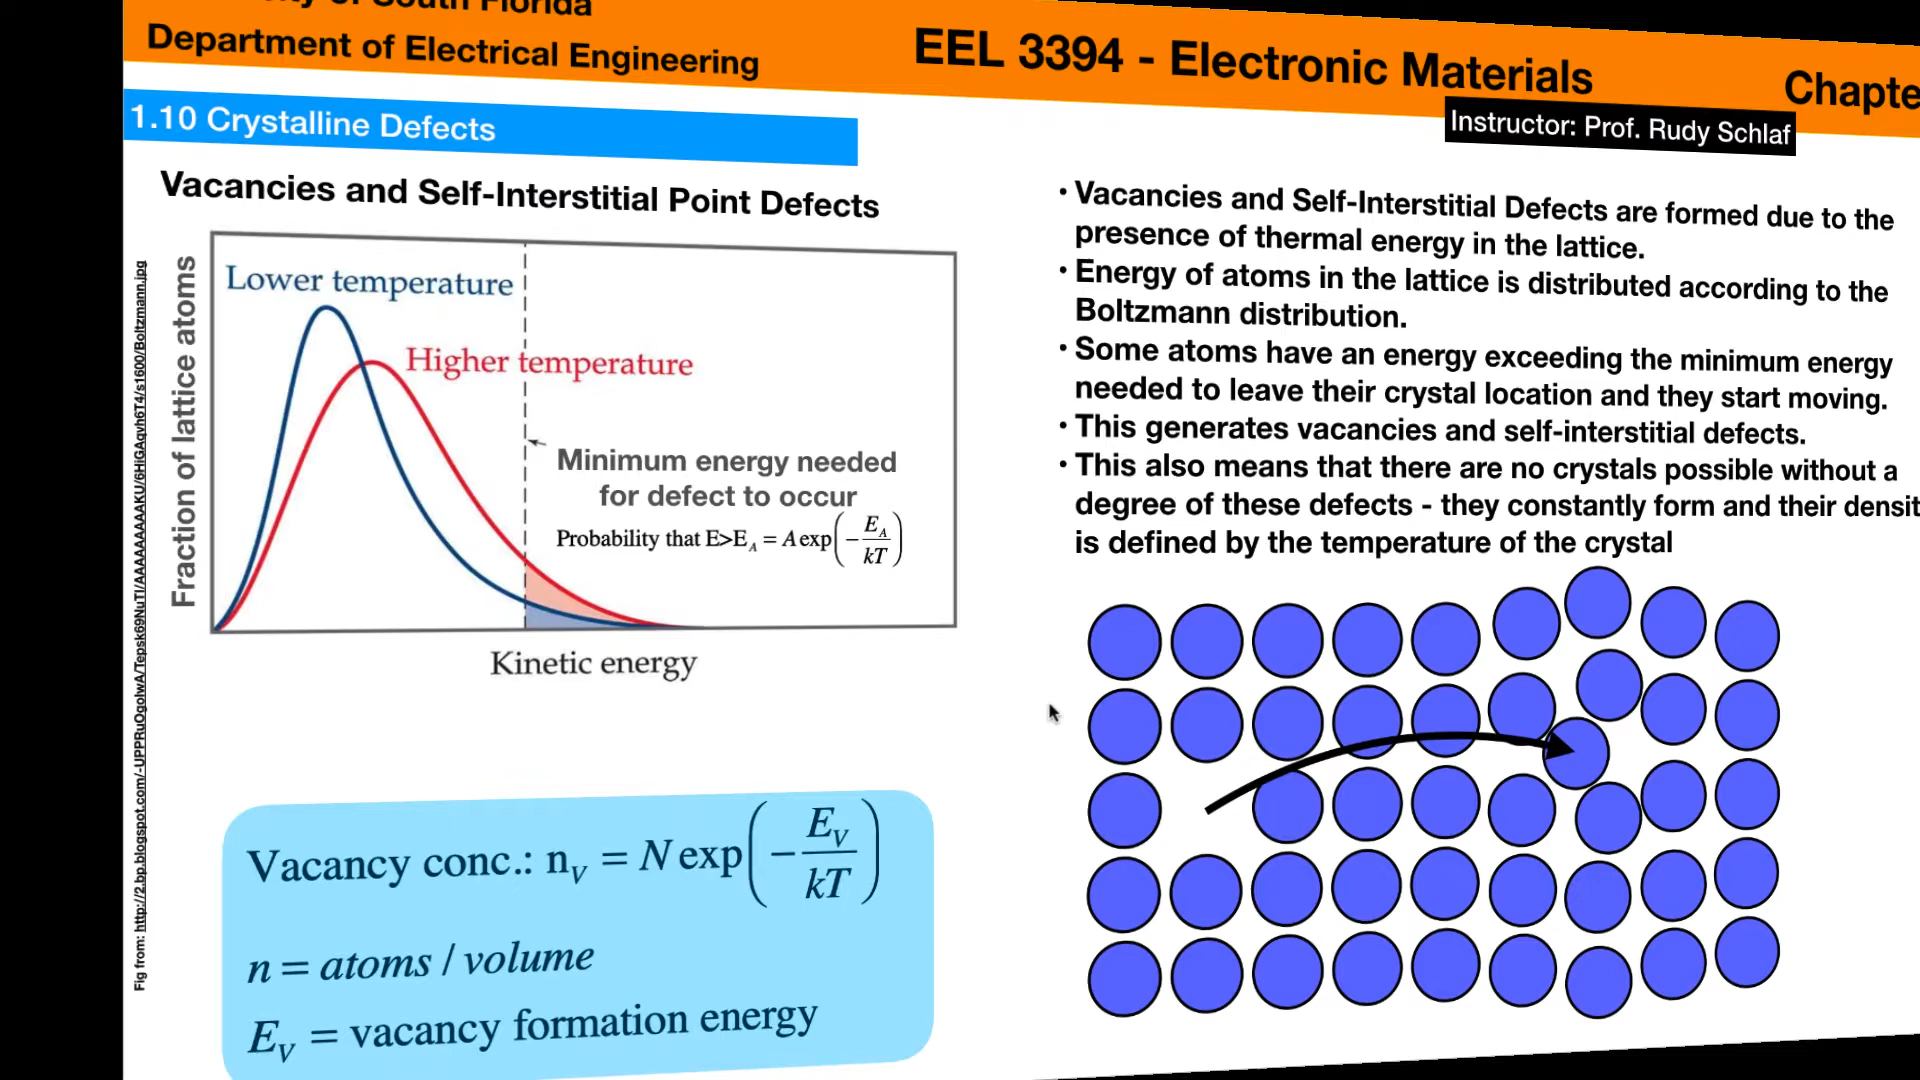 of South Florida
Department of Electrical Engineering
EEL 3394 - Electronic Materials
Instructor: Prof. Rudy Schlaf
1.10 Crystalline Defects
Vacancies and Self-Interstitial Point Defects
Lower temperature
Higher temperature
Minimum energy needed
for defect to occur
Probability that E>E_A = A exp(-E_A/kT)
Fraction of lattice atoms
Kinetic energy
Vacancy conc.: n_V = N exp(-E_V/kT)
n = atoms / volume
E_V = vacancy formation energy
• Vacancies and Self-Interstitial Defects are formed due to the
presence of thermal energy in the lattice.
• Energy of atoms in the lattice is distributed according to the
Boltzmann distribution.
• Some atoms have an energy exceeding the minimum energy
needed to leave their crystal location and they start moving.
• This generates vacancies and self-interstitial defects.
• This also means that there are no crystals possible without a
degree of these defects - they constantly form and their
is defined by the temperature of the crystal
Fig from: